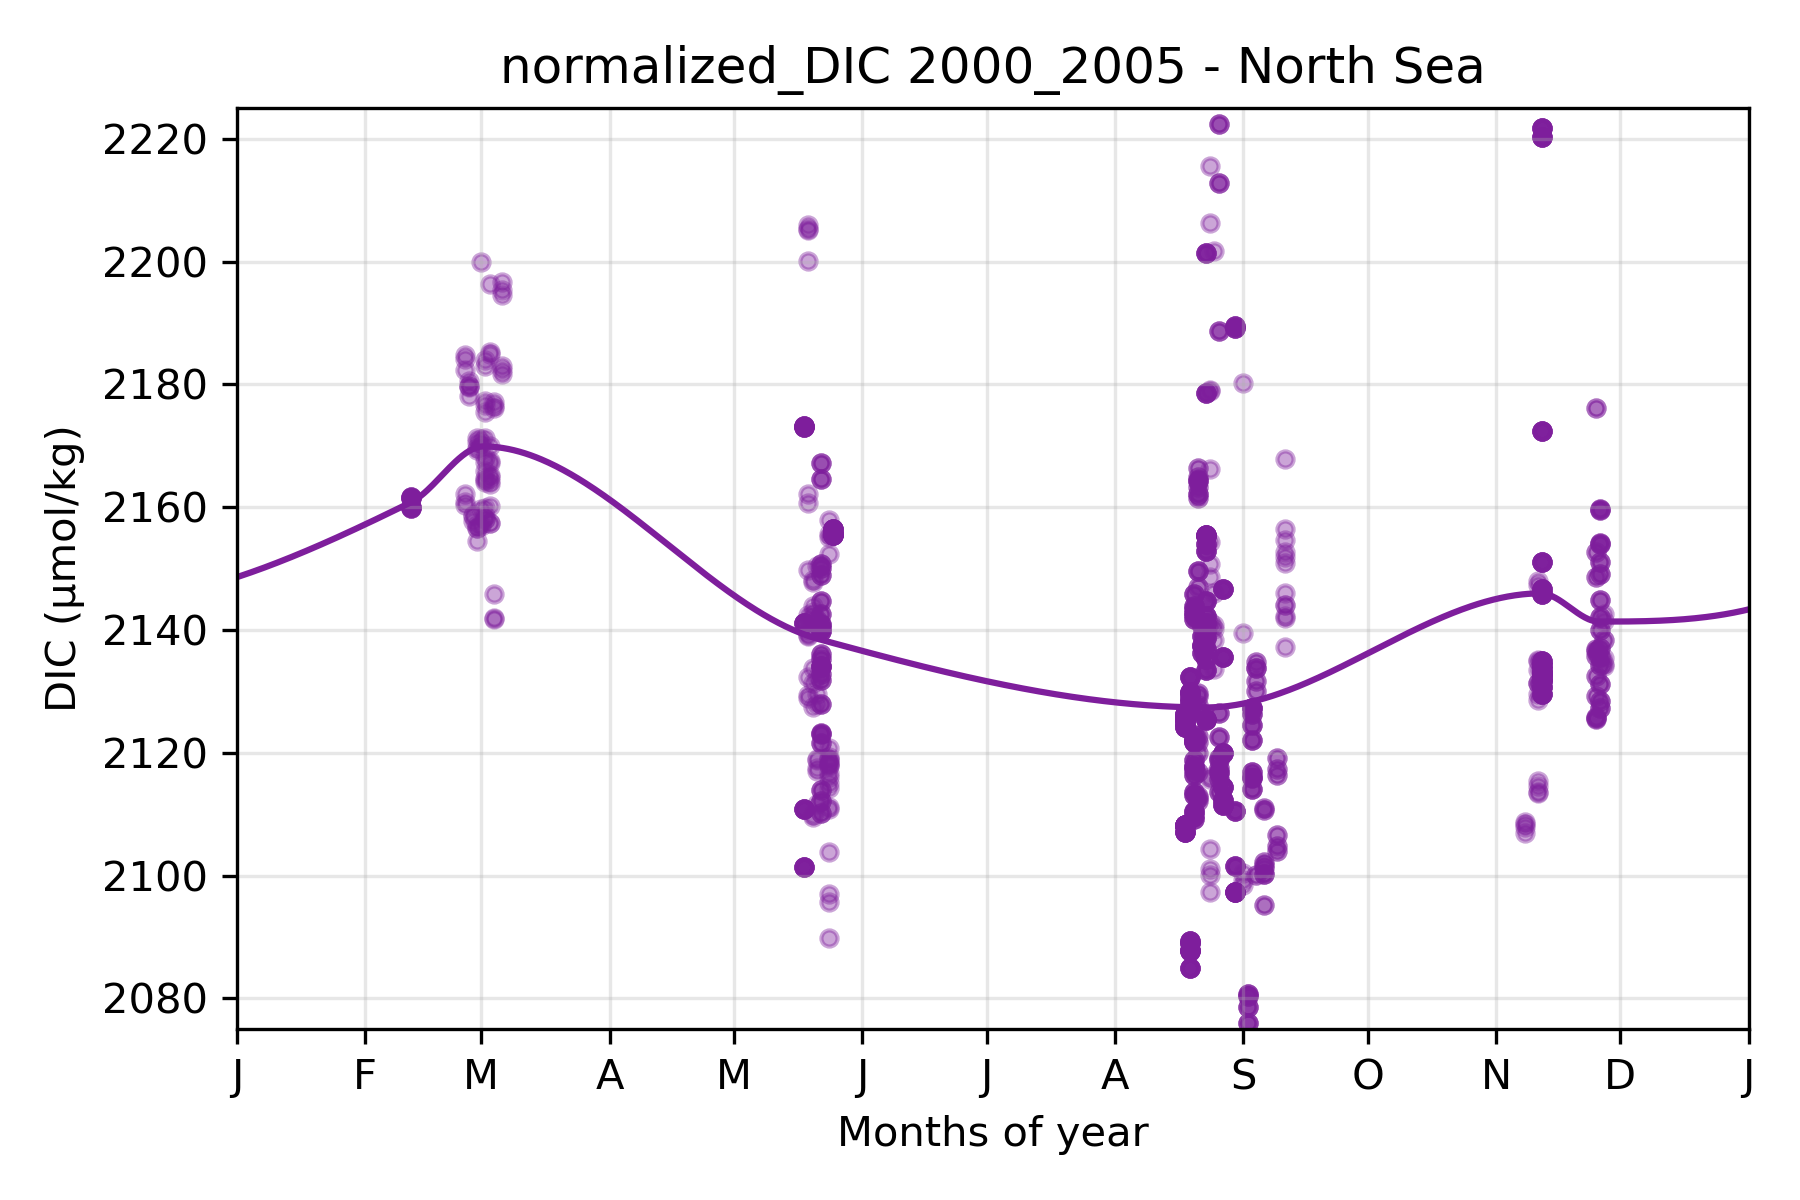 normalized_DIC 2000_2005 - North Sea
DIC (µmol/kg)
2220
2200
2180
2160
2140
2120
2100
2080
J F M A M J J A S O N D J
Months of year